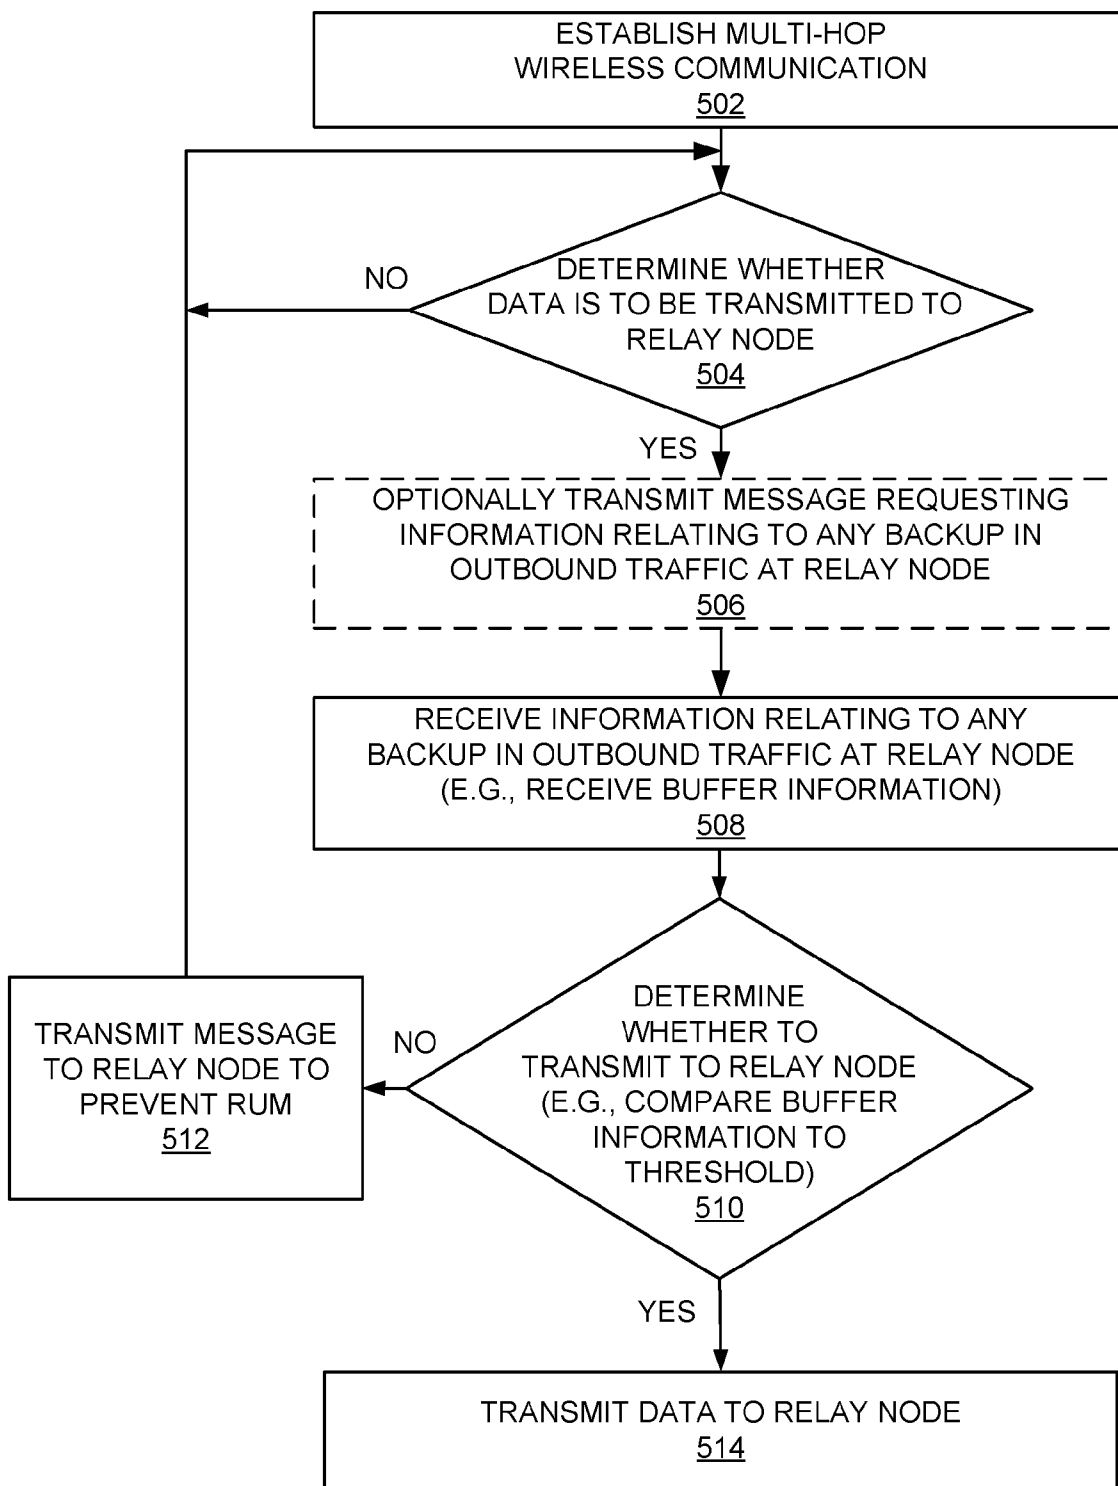 ESTABLISH MULTI-HOP
WIRELESS COMMUNICATION
502
NO
DETERMINE WHETHER
DATA IS TO BE TRANSMITTED TO
RELAY NODE
504
YES
OPTIONALLY TRANSMIT MESSAGE REQUESTING
INFORMATION RELATING TO ANY BACKUP IN
OUTBOUND TRAFFIC AT RELAY NODE
506
RECEIVE INFORMATION RELATING TO ANY
BACKUP IN OUTBOUND TRAFFIC AT RELAY NODE
(E.G., RECEIVE BUFFER INFORMATION)
508
DETERMINE
WHETHER TO
TRANSMIT TO RELAY NODE
(E.G., COMPARE BUFFER
INFORMATION TO
THRESHOLD)
510
NO
TRANSMIT MESSAGE
TO RELAY NODE TO
PREVENT RUM
512
YES
TRANSMIT DATA TO RELAY NODE
514